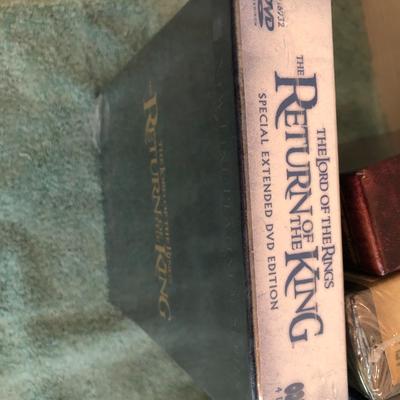 DVD
THE LORD OF THE RINGS
THE
RETURN OF
THE KING
SPECIAL EXTENDED DVD EDITION
THE LORD OF THE RINGS
THE
RETURN
OF THE
KING